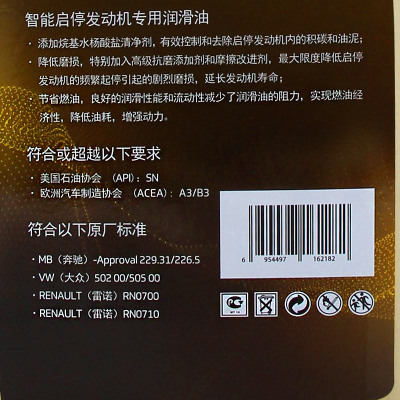 智能启停发动机专用润滑油
• 添加烷基水杨酸盐清净剂，有效控制和去除启停发动机内的积碳和油泥；
• 降低磨损，特别加入高级抗磨添加剂和摩擦改进剂，最大限度降低启停
发动机的频繁起停引起的剧烈磨损，延长发动机寿命；
• 节省燃油，良好的润滑性能和流动性减少了润滑油的阻力，实现燃油经
济性，降低油耗，增强动力。
符合或超越以下要求
• 美国石油协会 （API）：SN
• 欧洲汽车制造协会 （ACEA）：A3/B3
符合以下原厂标准
• MB（奔驰）-Approval 229.31/226.5
• VW（大众）502 00/505 00
• RENAULT（雷诺）RN0700
• RENAULT（雷诺）RN0710
6 954497 162182